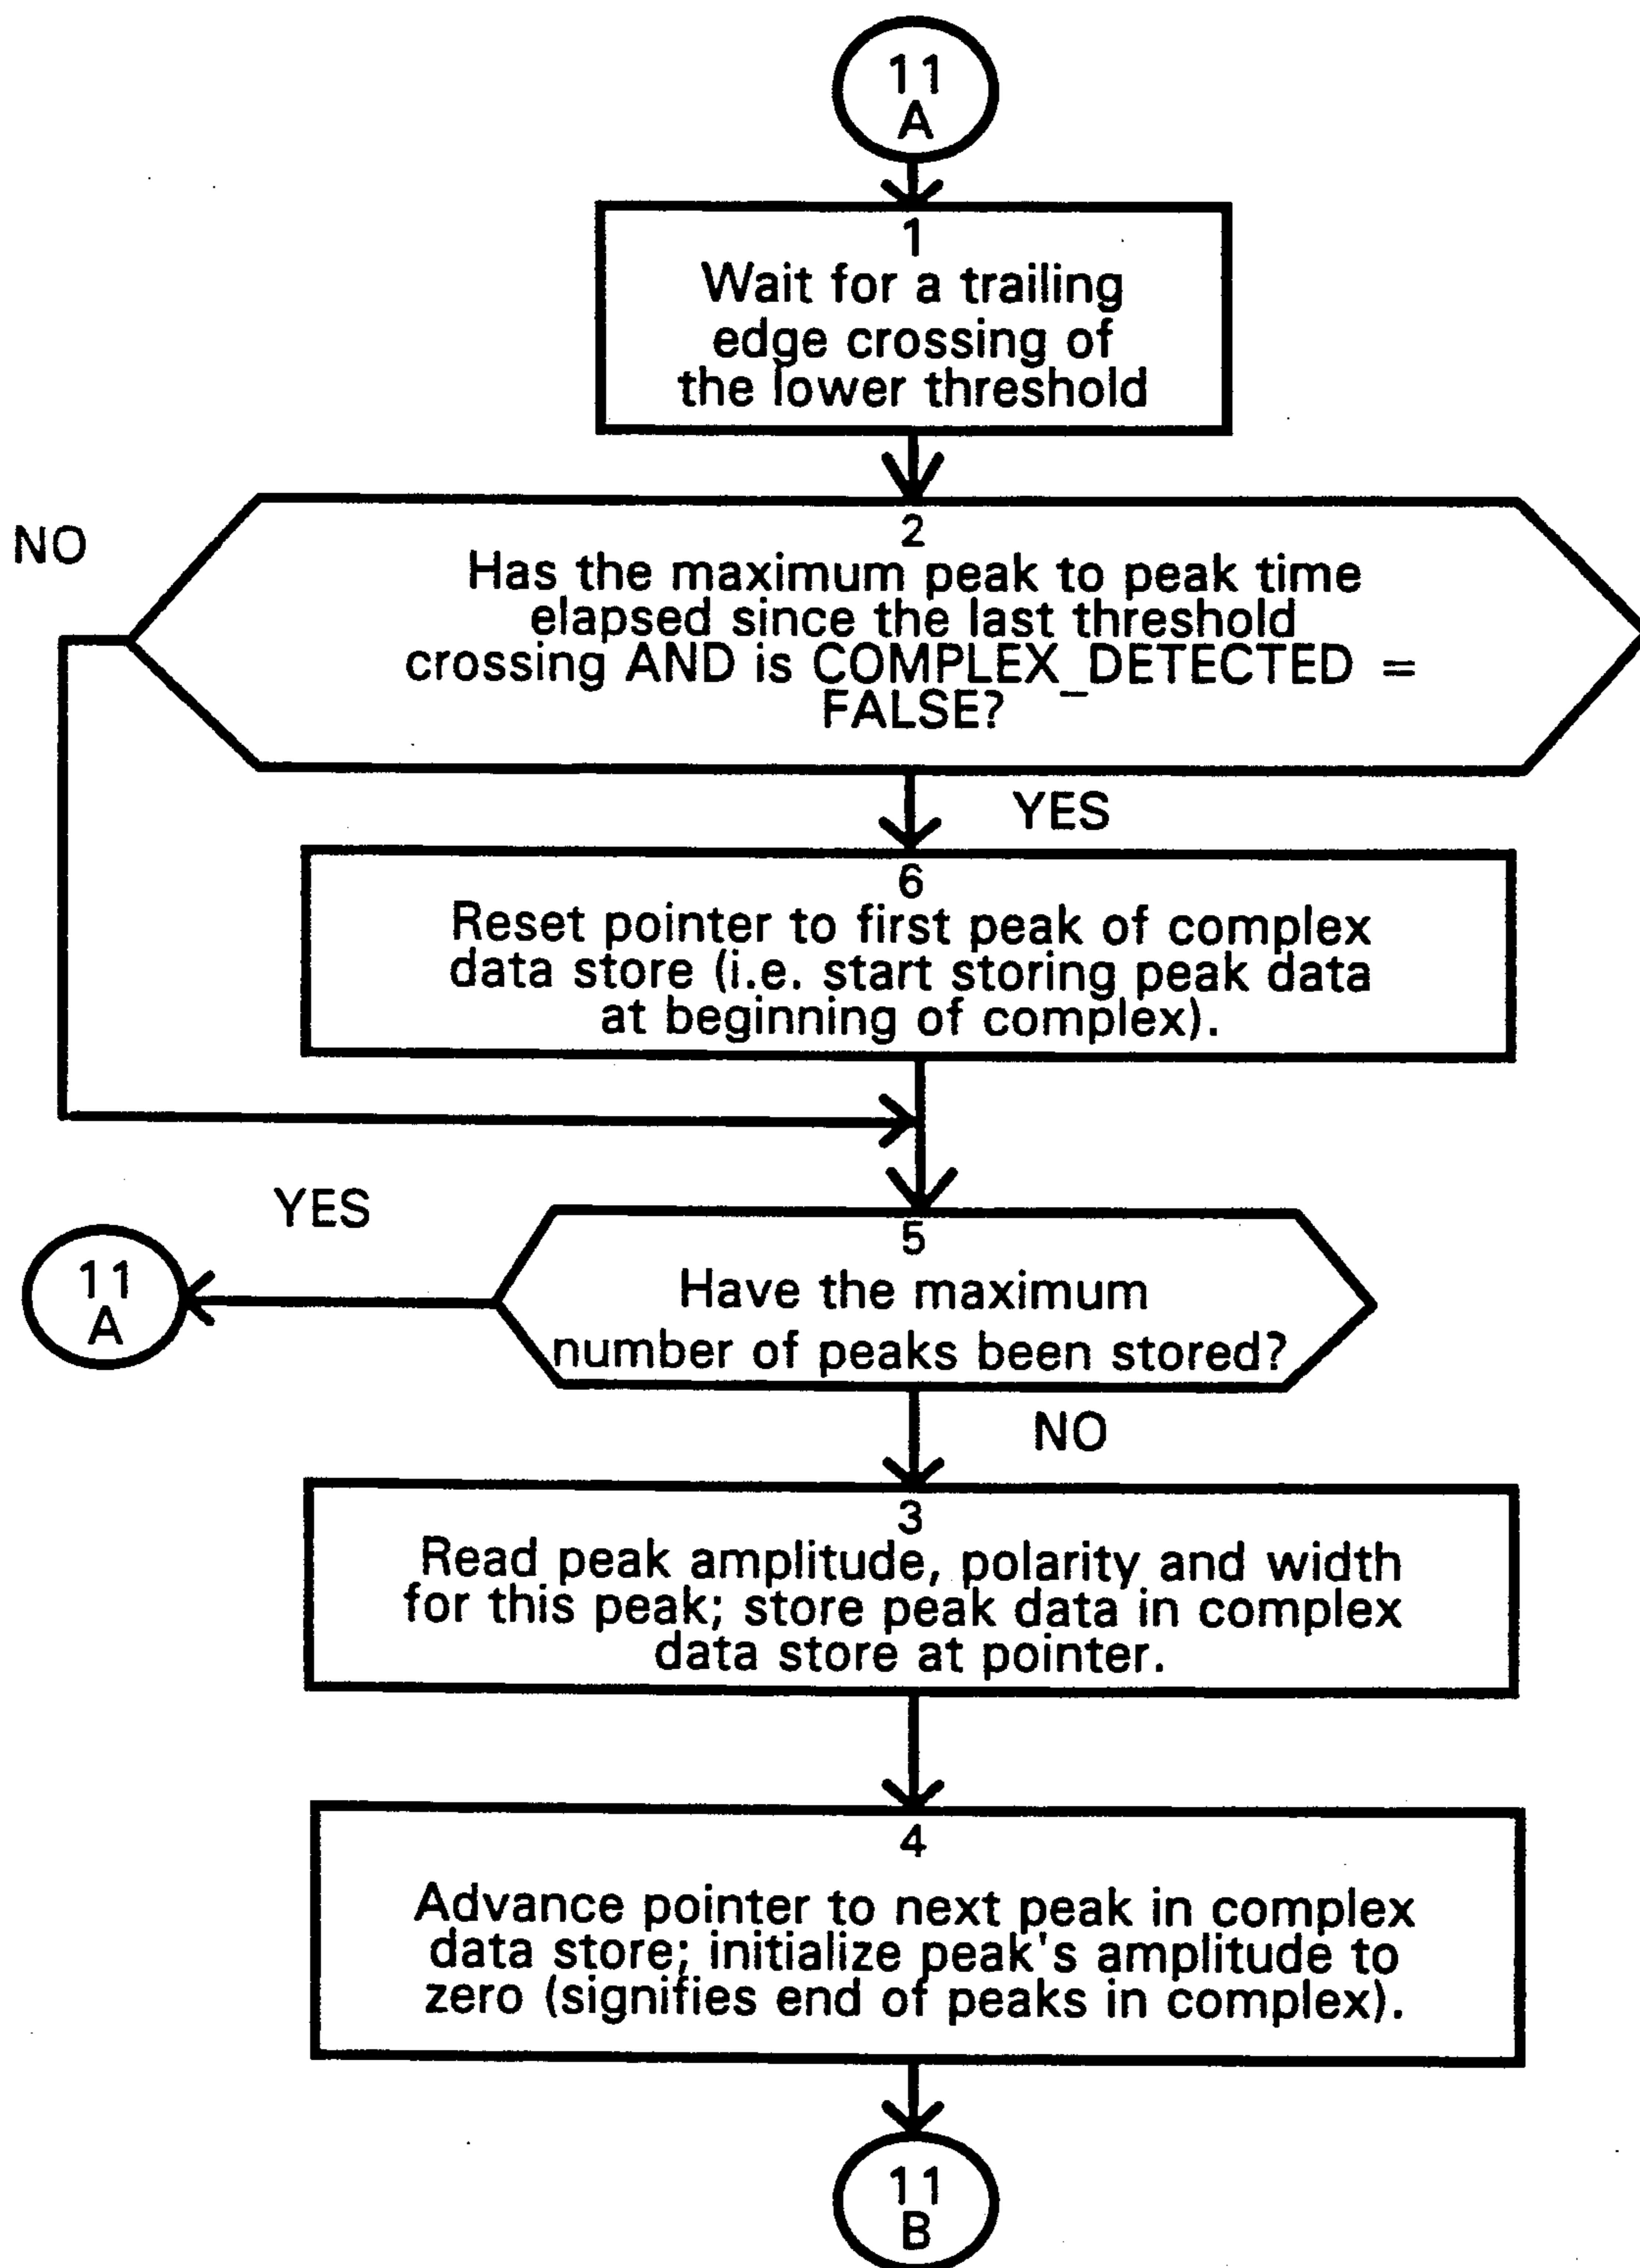 11
A
1
Wait for a trailing
edge crossing of
the lower threshold
NO
2
Has the maximum peak to peak time
elapsed since the last threshold
crossing AND is COMPLEX_DETECTED =
FALSE?
YES
6
Reset pointer to first peak of complex
data store (i.e. start storing peak data
at beginning of complex).
YES
11
A
5
Have the maximum
number of peaks been stored?
NO
3
Read peak amplitude, polarity and width
for this peak; store peak data in complex
data store at pointer.
4
Advance pointer to next peak in complex
data store; initialize peak's amplitude to
zero (signifies end of peaks in complex).
11
B